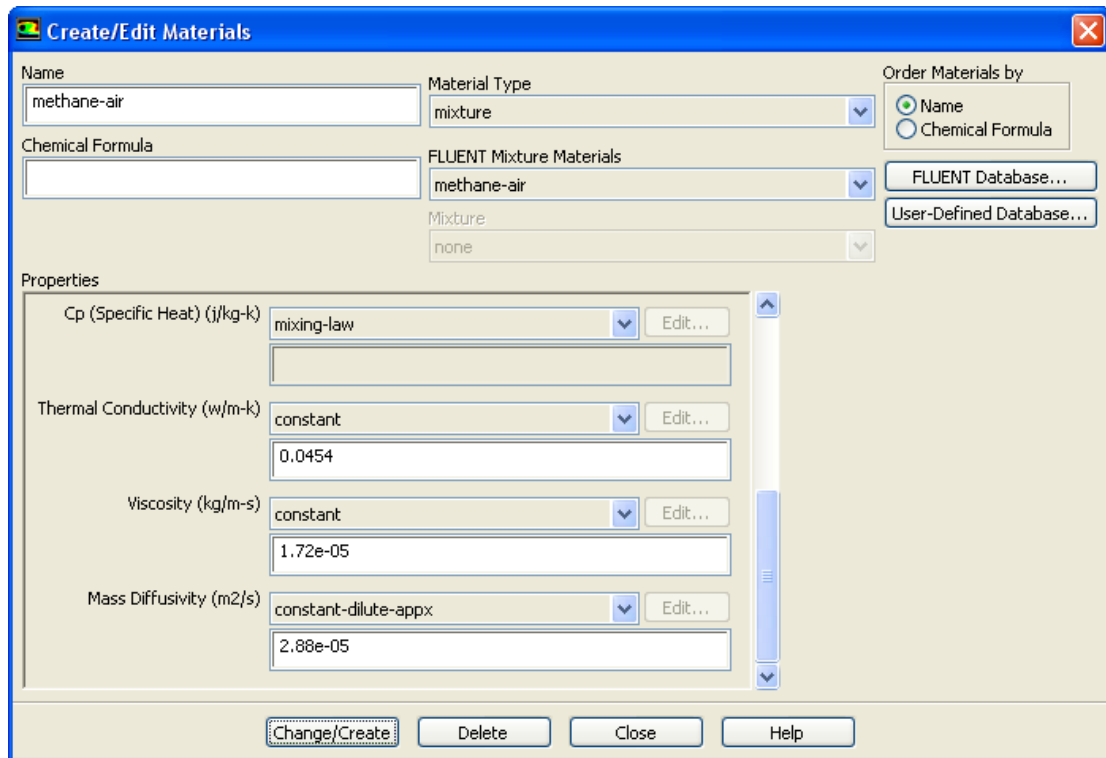 Create/Edit Materials
Name
methane-air
Chemical Formula
Material Type
mixture
FLUENT Mixture Materials
methane-air
Mixture
none
Order Materials by
Name
Chemical Formula
FLUENT Database...
User-Defined Database...
Properties
Cp (Specific Heat) (j/kg-k) mixing-law Edit...
Thermal Conductivity (w/m-k) constant Edit...
0.0454
Viscosity (kg/m-s) constant Edit...
1.72e-05
Mass Diffusivity (m2/s) constant-dilute-appx Edit...
2.88e-05
Change/Create Delete Close Help